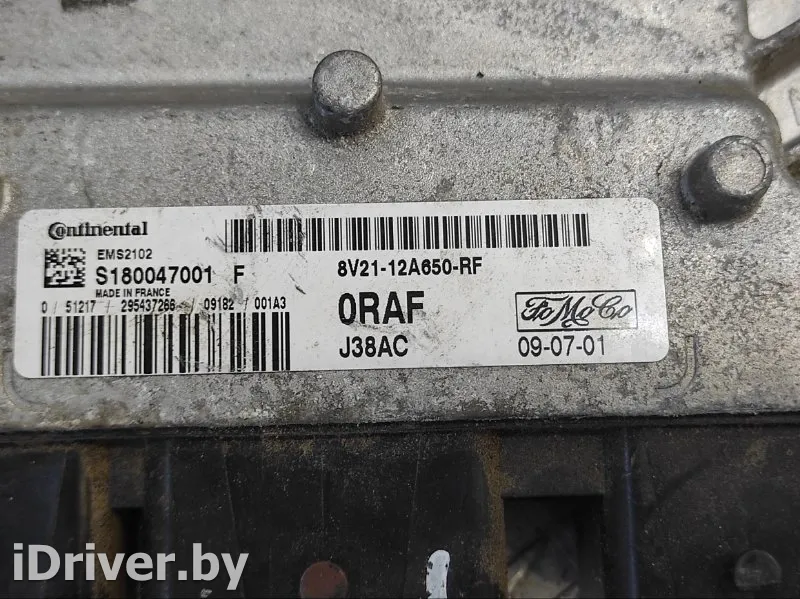 Continental
EMS2102
S180047001 F
MADE IN FRANCE
0 / 51217 / 295437266 / 09182 / 001A3
8V21-12A650-RF
0RAF
FoMoCo
J38AC
09-07-01
iDriver.by